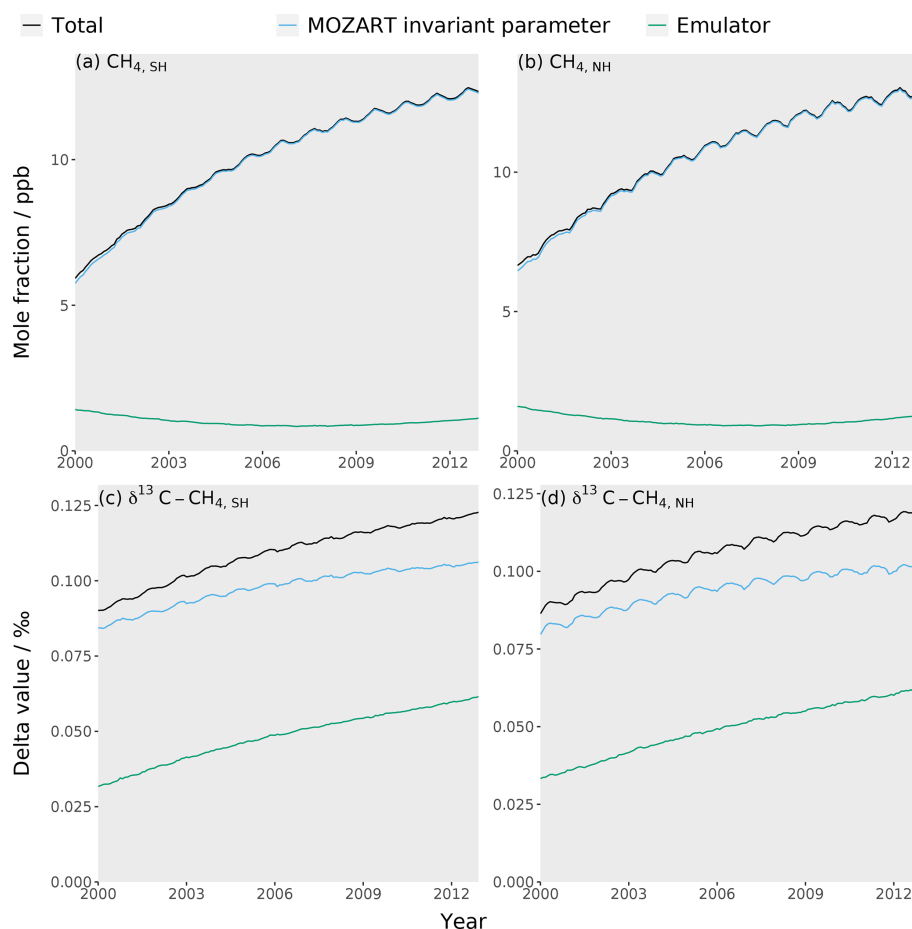 Total MOZART invariant parameter Emulator
(a) CH4, SH (b) CH4, NH
Mole fraction / ppb
10 10
5 5
0 0
2000 2003 2006 2009 2012 2000 2003 2006 2009 2012
(c) δ13 C − CH4, SH (d) δ13 C − CH4, NH
Delta value / ‰
0.125 0.125
0.100 0.100
0.075 0.075
0.050 0.050
0.025 0.025
0.000 0.000
2000 2003 2006 2009 2012 2000 2003 2006 2009 2012
Year